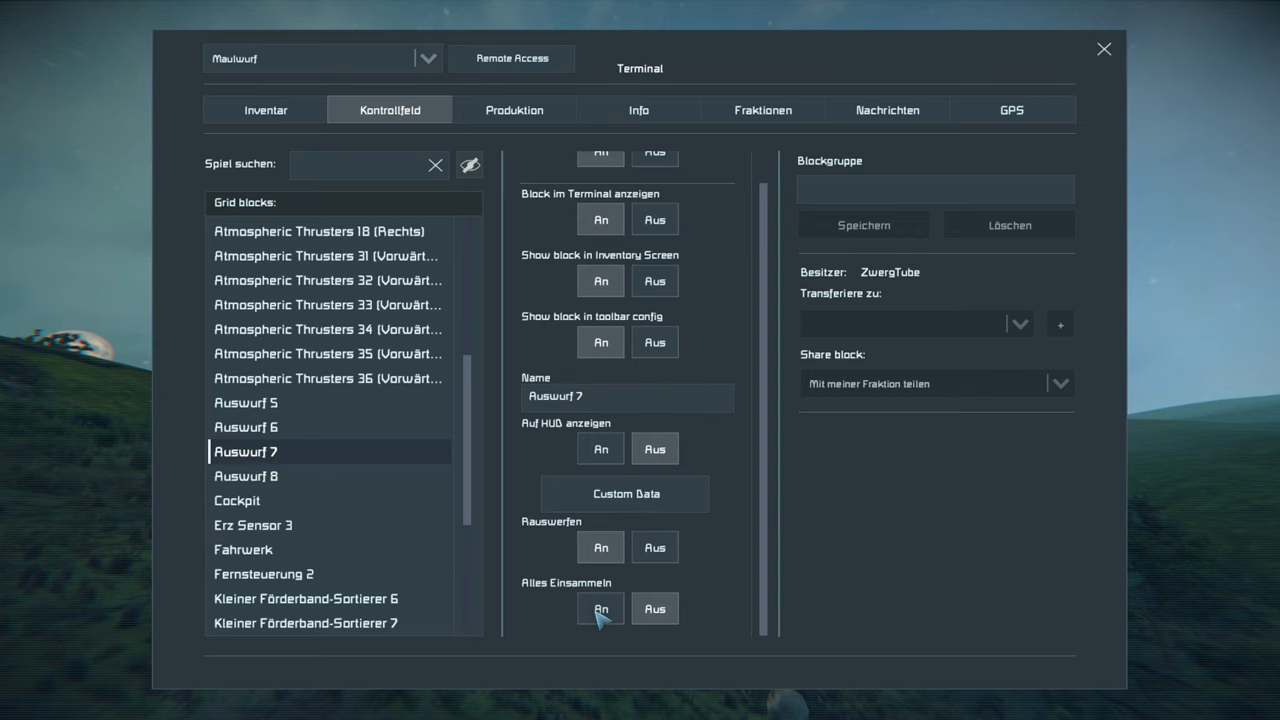 Maulwurf
Remote Access
Terminal
Inventar
Kontrollfeld
Produktion
Info
Fraktionen
Nachrichten
GPS
Spiel suchen:
Grid blocks:
Atmospheric Thrusters 18 (Rechts)
Atmospheric Thrusters 31 (Vorwärt...
Atmospheric Thrusters 32 (Vorwärt...
Atmospheric Thrusters 33 (Vorwärt...
Atmospheric Thrusters 34 (Vorwärt...
Atmospheric Thrusters 35 (Vorwärt...
Atmospheric Thrusters 36 (Vorwärt...
Auswurf 5
Auswurf 6
Auswurf 7
Auswurf 8
Cockpit
Erz Sensor 3
Fahrwerk
Fernsteuerung 2
Kleiner Förderband-Sortierer 6
Kleiner Förderband-Sortierer 7
An Aus
Block im Terminal anzeigen
An Aus
Show block in Inventory Screen
An Aus
Show block in toolbar config
An Aus
Name
Auswurf 7
Auf HUD anzeigen
An Aus
Custom Data
Rauswerfen
An Aus
Alles Einsammeln
An Aus
Blockgruppe
Speichern
Löschen
Besitzer: ZwergTube
Transferiere zu:
+
Share block:
Mit meiner Fraktion teilen